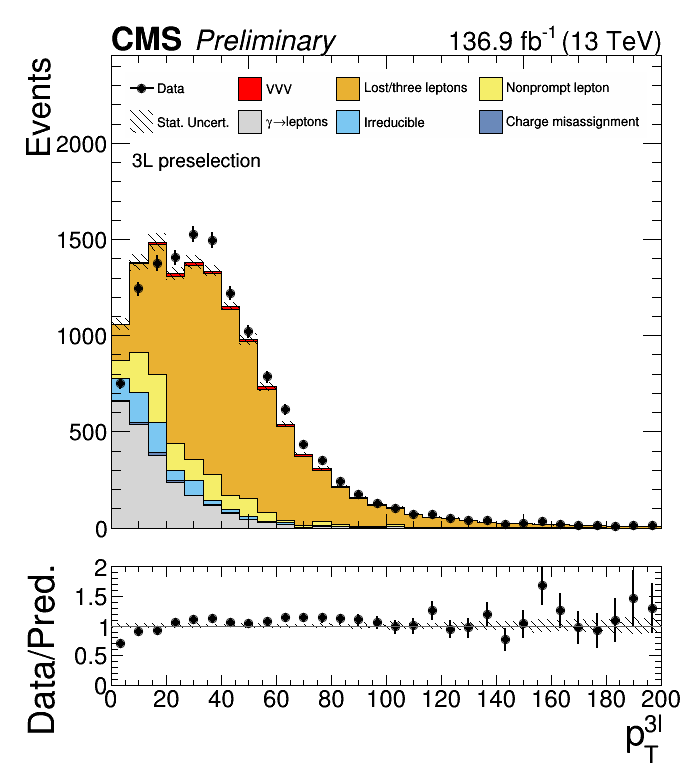 CMS Preliminary 136.9 fb⁻¹ (13 TeV)
Events
Data VVV Lost/three leptons Nonprompt lepton
Stat. Uncert. γ→leptons Irreducible Charge misassignment
3L preselection
2000
1500
1000
500
0
Data/Pred.
2
1.5
1
0.5
0
0 20 40 60 80 100 120 140 160 180 200
p_T^3l